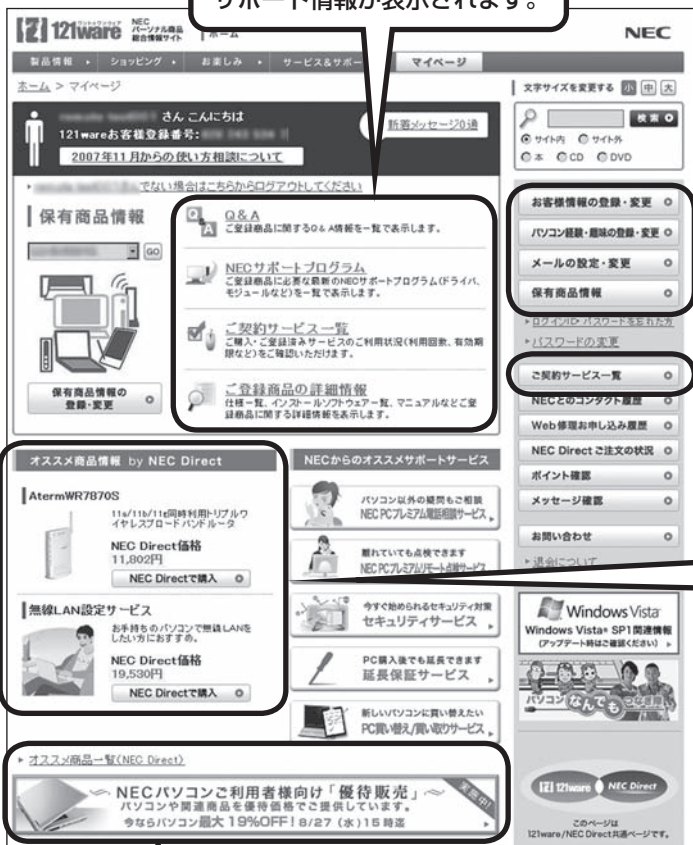 サポート情報が表示されます。
121ware NEC パーソナル商品 総合情報サイト | ホーム
NEC
製品情報 ショッピング お楽しみ サービス&サポー マイページ
ホーム > マイページ
文字サイズを変更する 小 中 大
さん こんにちは
121wareお客様登録番号:
新着メッセージ0通
2007年11月からの使い方相談について
検索
サイト内 サイト外
本 CD DVD
でない場合はこちらからログアウトしてください
保有商品情報
GO
保有商品情報の
登録・変更
Q&A
ご登録商品に関するQ&A情報を一覧で表示します。
NECサポートプログラム
ご登録商品に必要な最新のNECサポートプログラム(ドライバ、
モジュールなど)を一覧で表示します。
ご契約サービス一覧
ご購入・ご登録済みサービスのご利用状況(利用回数、有効期
限など)をご確認いただけます。
ご登録商品の詳細情報
仕様一覧、インストールソフトウェア一覧、マニュアルなどご登
録商品に関する詳細情報を表示します。
お客様情報の登録・変更
パソコン経験・趣味の登録・変更
メールの設定・変更
保有商品情報
ログインID・パスワードを忘れた方
パスワードの変更
ご契約サービス一覧
NECとのコンタクト履歴
Web修理お申し込み履歴
NEC Direct ご注文の状況
ポイント確認
メッセージ確認
お問い合わせ
退会について
オススメ商品情報 by NEC Direct
AtermWR7870S
11a/11b/11g同時利用トリプルワ
イヤレスブロードバンドルータ
NEC Direct価格
11,802円
NEC Directで購入
無線LAN設定サービス
お手持ちのパソコンで無線LANを
したい方におすすめ。
NEC Direct価格
19,530円
NEC Directで購入
NECからのオススメサポートサービス
パソコン以外の疑問もご相談
NEC PCプレミアム電話相談サービス
離れていても点検できます
NEC PCプレミアムリモート点検サービス
今すぐ始められるセキュリティ対策
セキュリティサービス
PC購入後でも延長できます
延長保証サービス
新しいパソコンに買い替えたい
PC買い替え/買い取りサービス
Windows Vista
Windows Vista® SP1関連情報
(アップデート時はご確認ください)
パソコンなんでもつなぎ隊
オススメ商品一覧(NEC Direct)
NECパソコンご利用者様向け「優待販売」
実施中!
パソコンや関連商品を優待価格でご提供しています。
今ならパソコン最大19%OFF!8/27(水)15時迄
121ware NEC Direct
このページは
121ware/NEC Direct共通ページです。